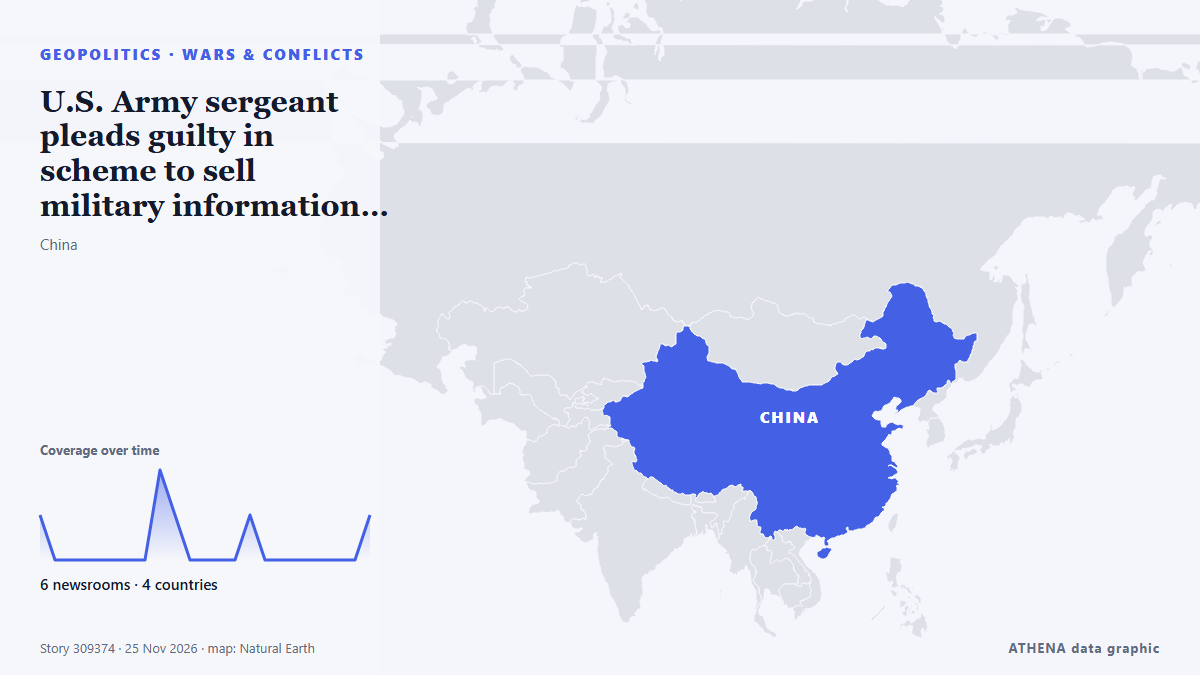 GEOPOLITICS · WARS & CONFLICTS
U.S. Army sergeant
pleads guilty in
scheme to sell
military information...
China
CHINA
Coverage over time
6 newsrooms · 4 countries
Story 309374 · 25 Nov 2026 · map: Natural Earth
ATHENA data graphic